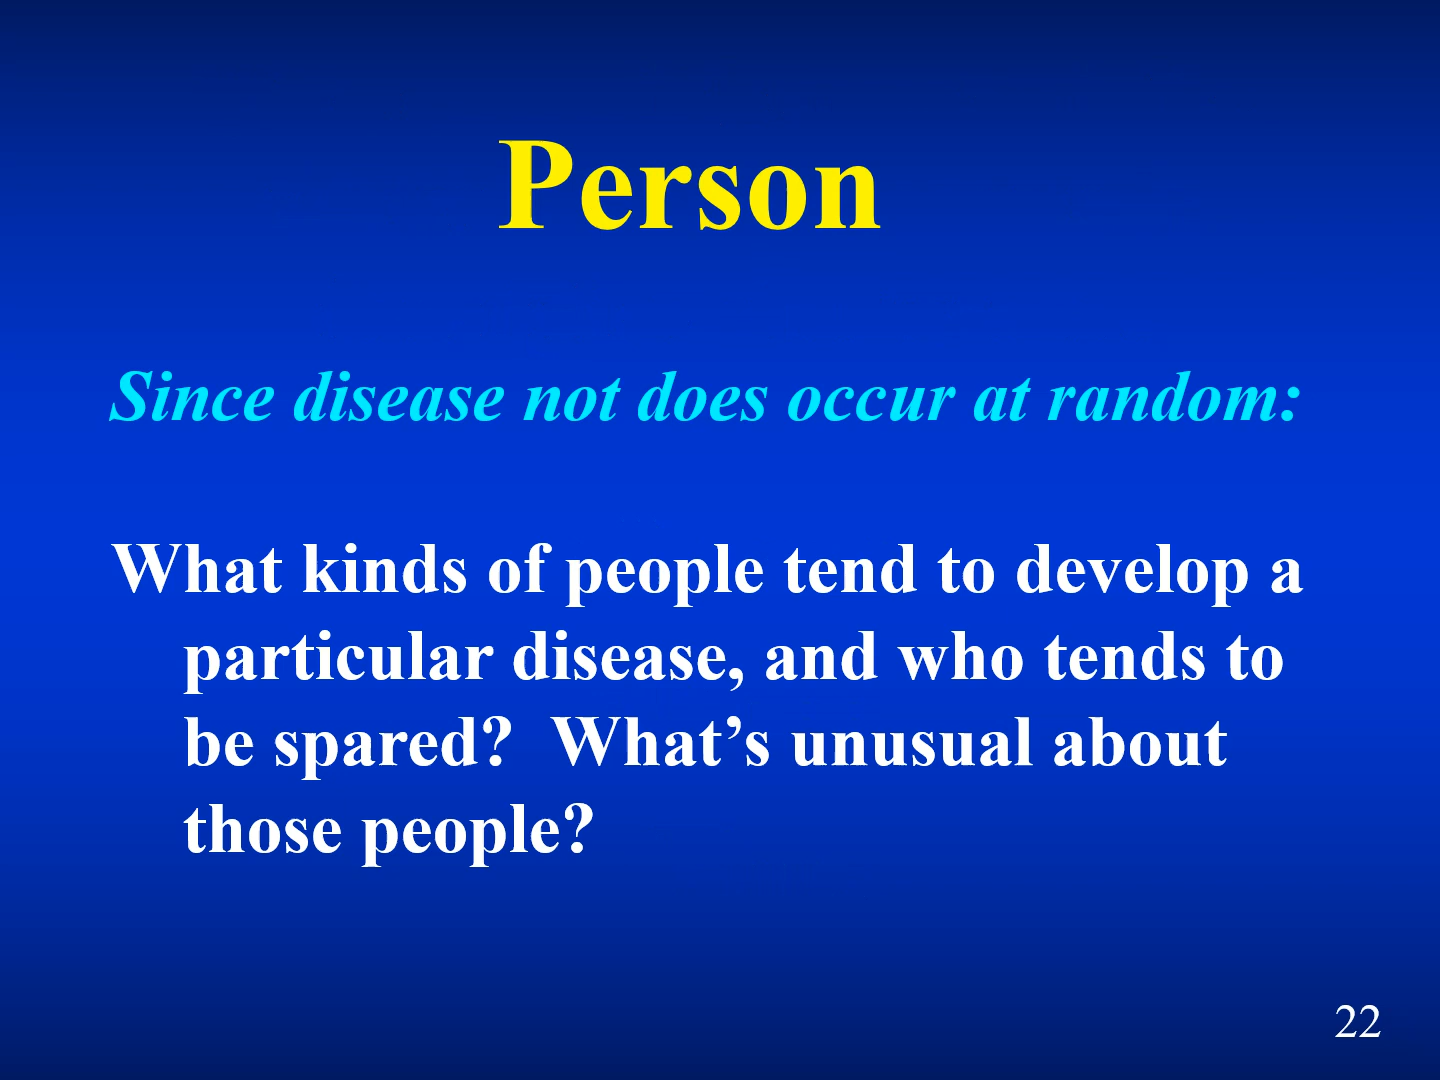 Person
Since disease not does occur at random:
What kinds of people tend to develop a
particular disease, and who tends to
be spared?  What’s unusual about
those people?
22